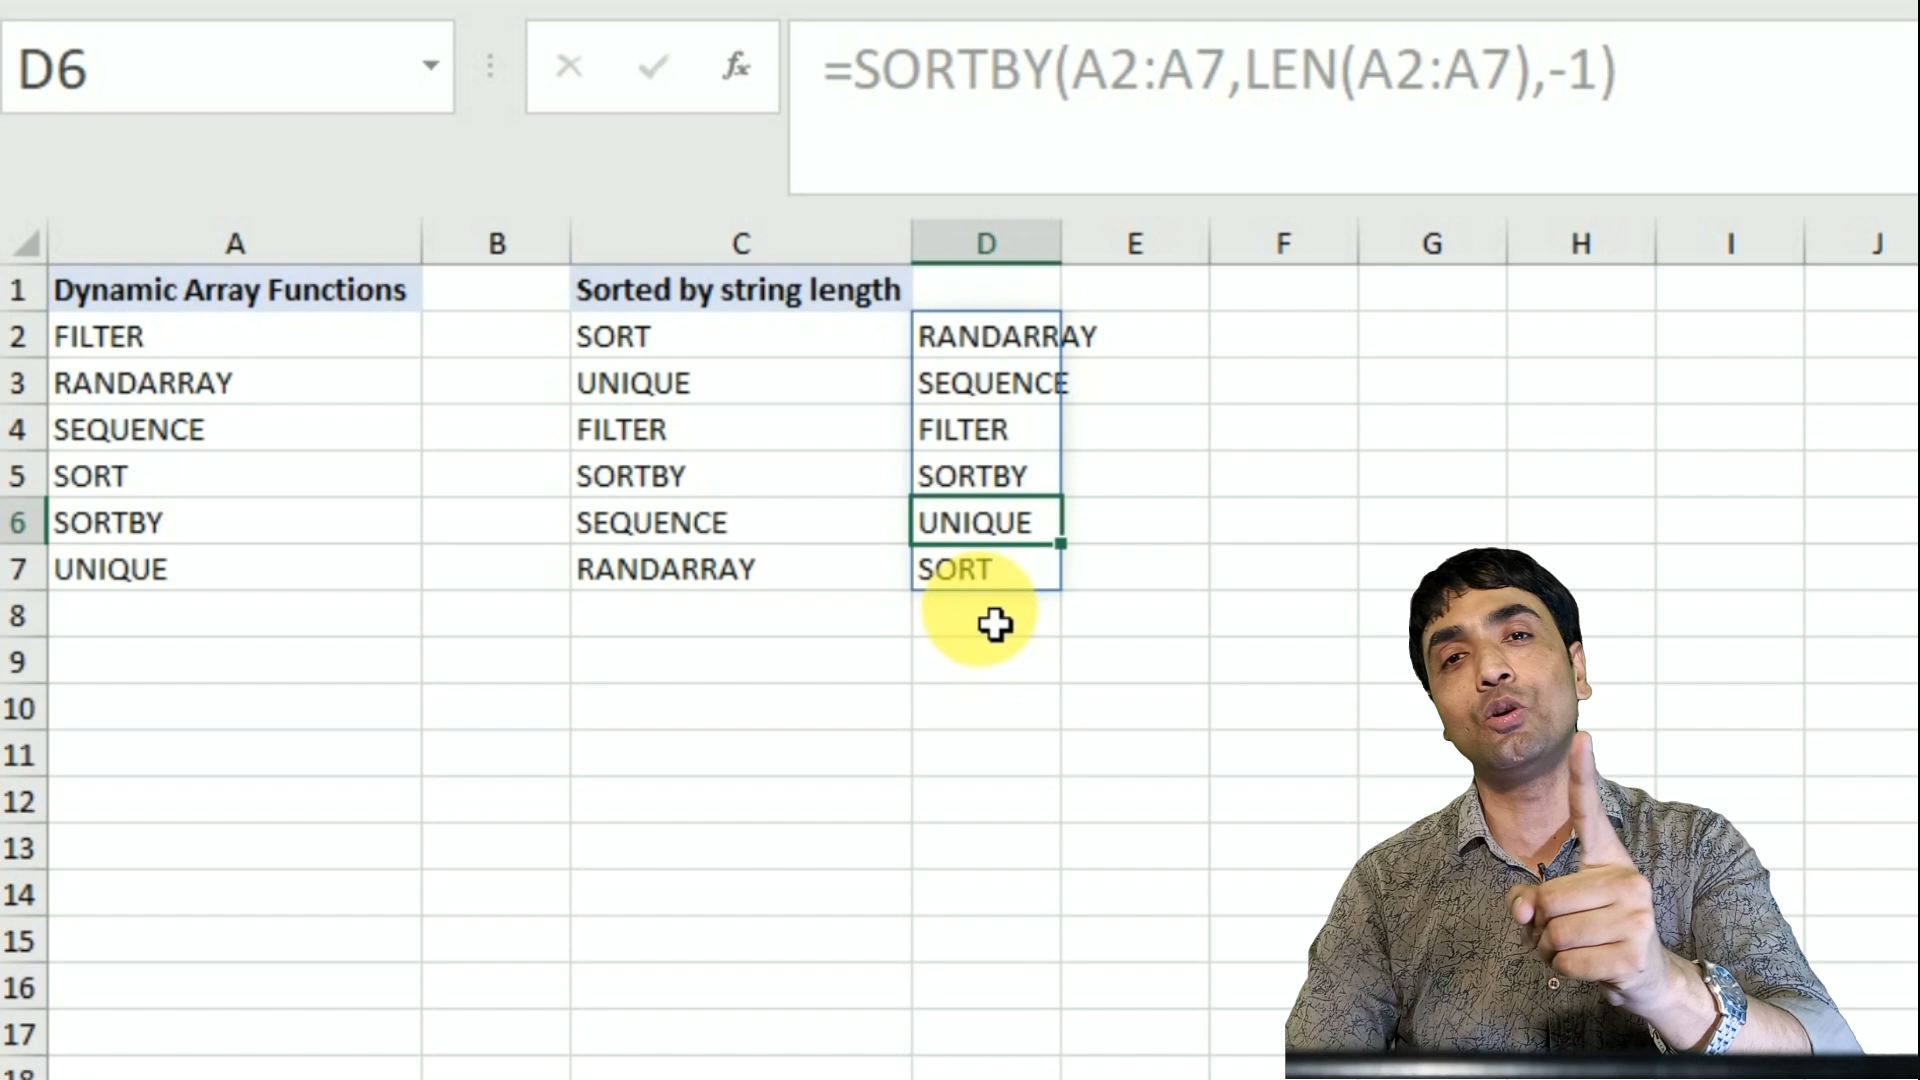 D6 fx =SORTBY(A2:A7,LEN(A2:A7),-1)
A B C D E F G H I J
1 Dynamic Array Functions Sorted by string length
2 FILTER SORT RANDARRAY
3 RANDARRAY UNIQUE SEQUENCE
4 SEQUENCE FILTER FILTER
5 SORT SORTBY SORTBY
6 SORTBY SEQUENCE UNIQUE
7 UNIQUE RANDARRAY SORT
8
9
10
11
12
13
14
15
16
17
18